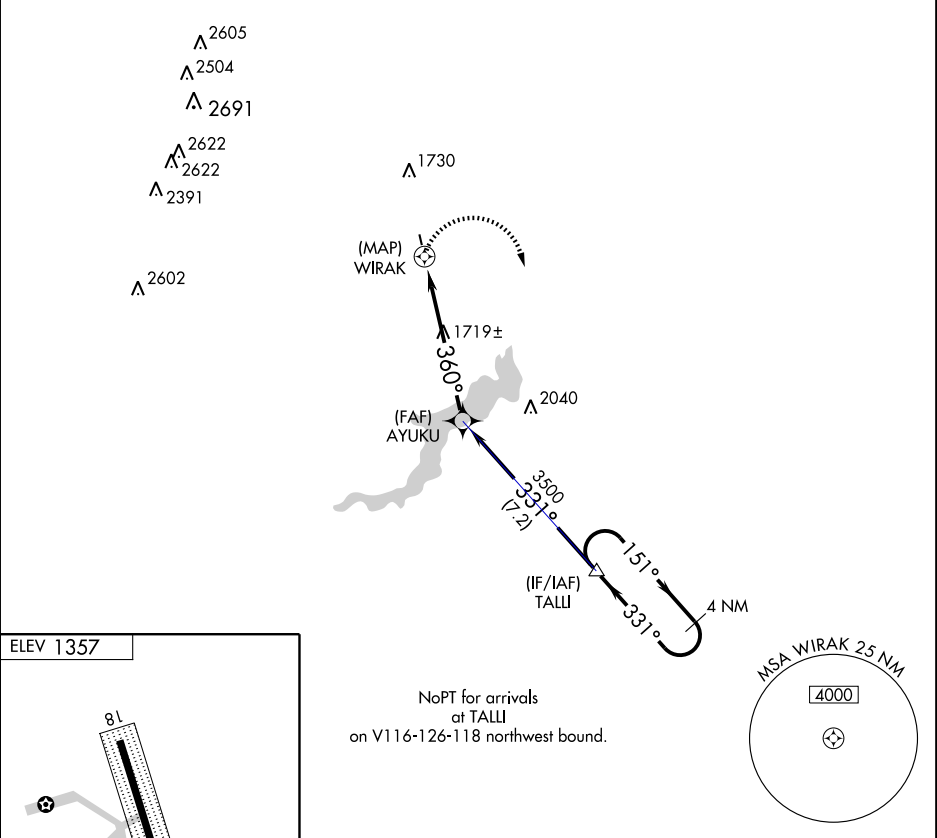 2605
2504
2691
2622
2622
2391
1730
(MAP)
WIRAK
2602
1719±
360°
2040
(FAF)
AYUKU
3500
331°
(7.2)
151°
(IF/IAF)
TALLI
4 NM
331°
ELEV 1357
MSA WIRAK 25 NM
4000
NoPT for arrivals
at TALLI
on V116-126-118 northwest bound.
18